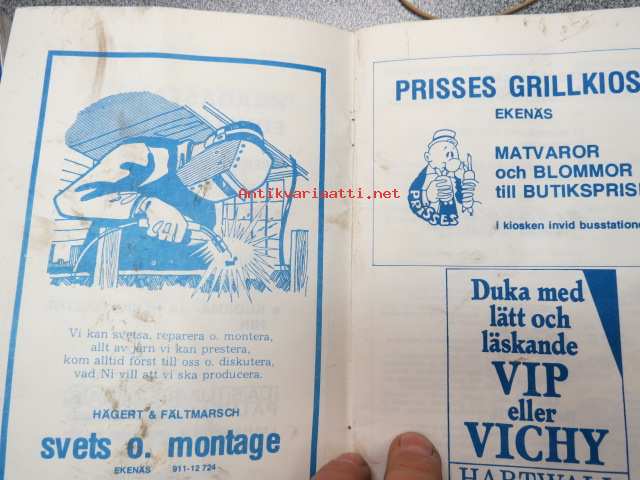 Vi kan svetsa, reparera o. montera,
allt av järn vi kan prestera,
kom alltid först till oss o. diskutera,
vad Ni vill att vi ska producera.
HÄGERT & FÄLTMARSCH
svets o. montage
EKENÄS 911-12 724
PRISSES GRILLKIOS
EKENÄS
PRISSES
MATVAROR
och BLOMMOR
till BUTIKSPRIS
I kiosken invid busstatione
Duka med
lätt och
läskande
VIP
eller
VICHY
HARTWALL
Antikvariaatti.net